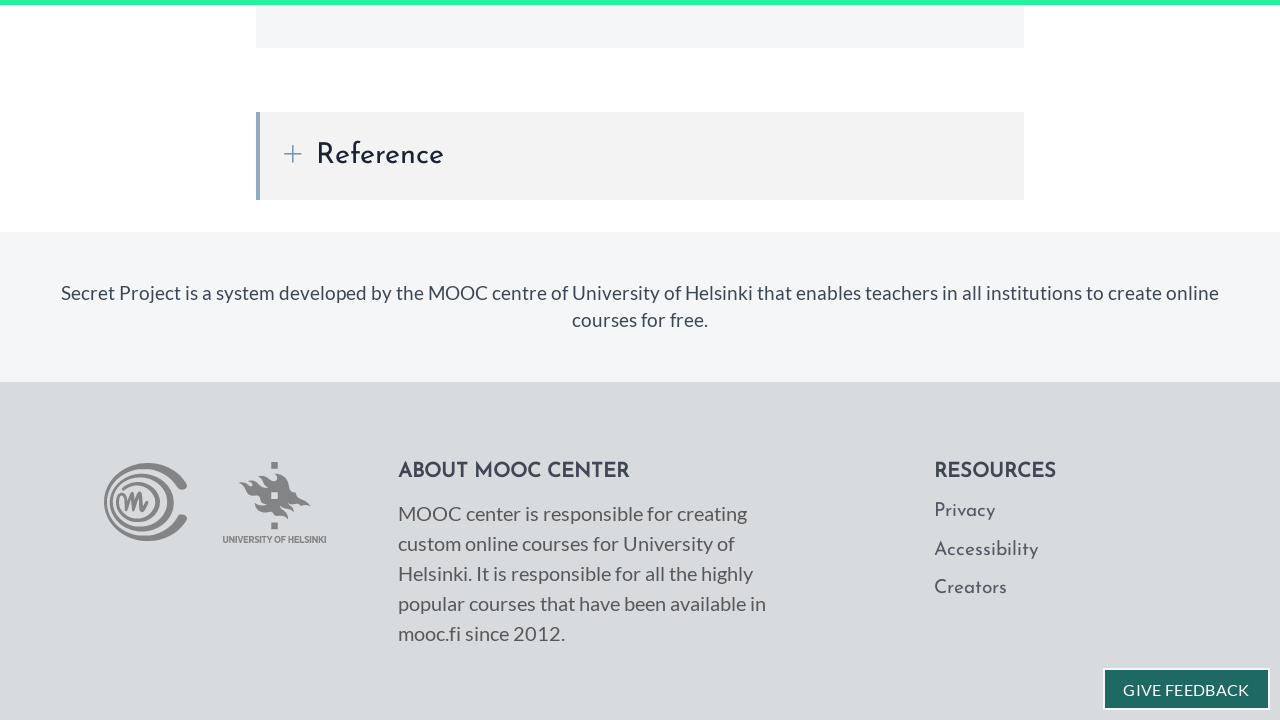 Reference
Secret Project is a system developed by the MOOC centre of University of Helsinki that enables teachers in all institutions to create online
courses for free.
UNIVERSITY OF HELSINKI
ABOUT MOOC CENTER
MOOC center is responsible for creating
custom online courses for University of
Helsinki. It is responsible for all the highly
popular courses that have been available in
mooc.fi since 2012.
RESOURCES
Privacy
Accessibility
Creators
GIVE FEEDBACK